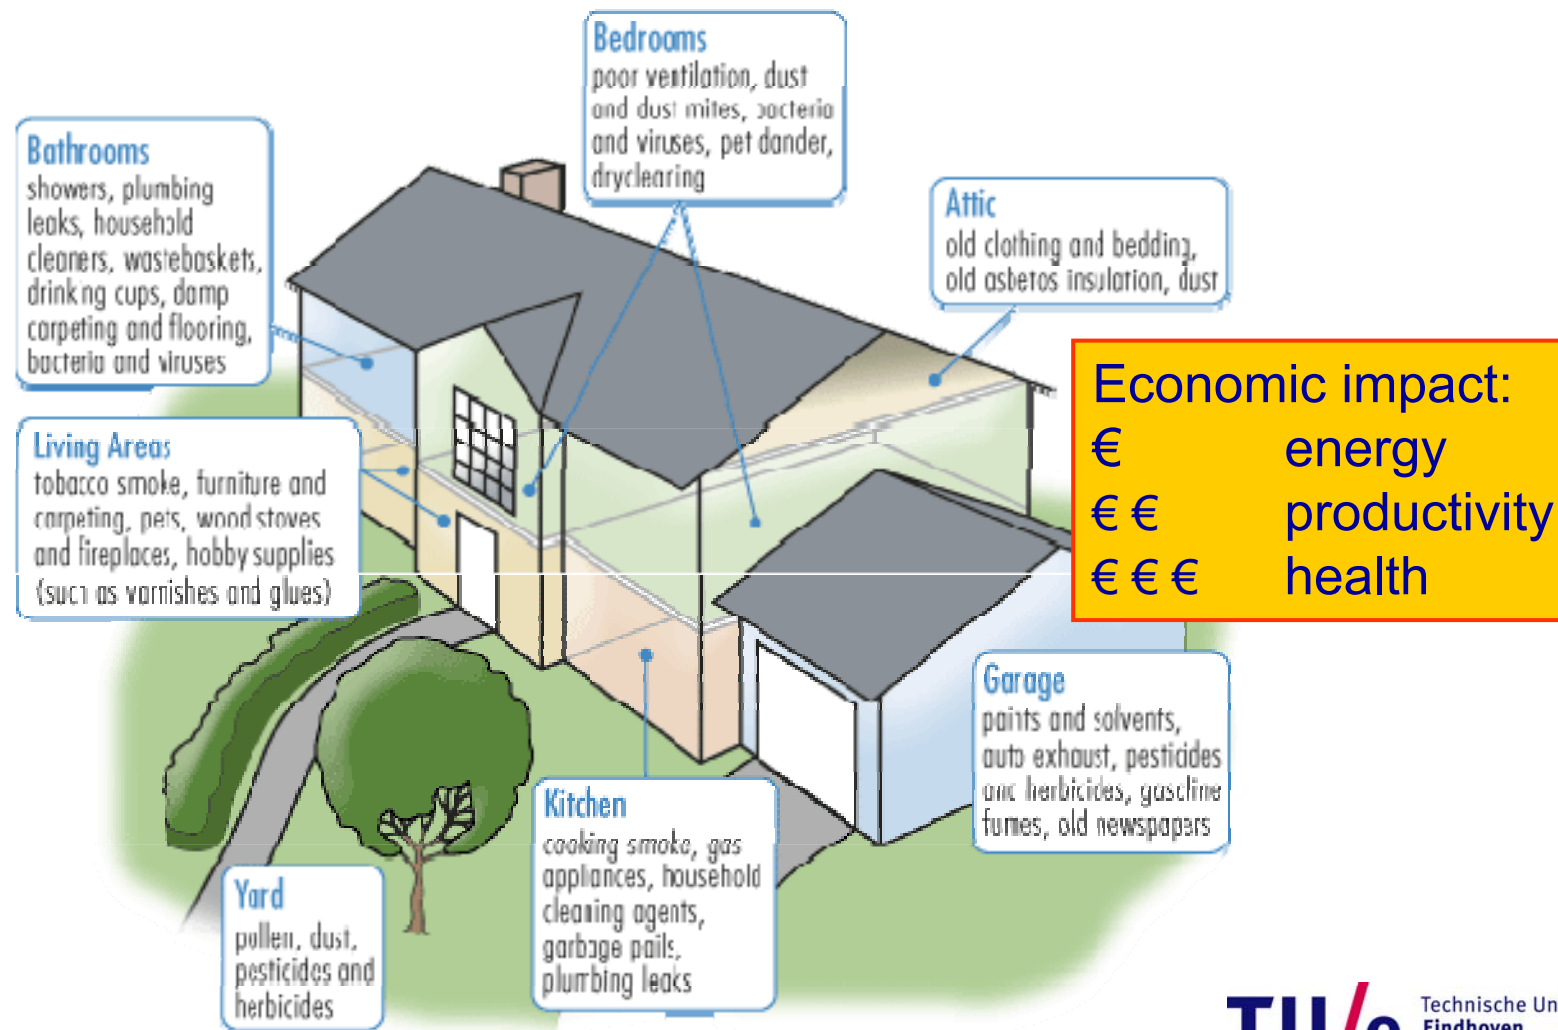 Bedrooms
poor ventilation, dust
and dust mites, bacteria
and viruses, pet dander,
drycleaning
Bathrooms
showers, plumbing
leaks, household
cleaners, wastebaskets,
drinking cups, damp
carpeting and flooring,
bacteria and viruses
Attic
old clothing and bedding,
old asbetos insulation, dust
Economic impact:
€ energy
€ € productivity
€ € € health
Living Areas
tobacco smoke, furniture and
carpeting, pets, wood stoves
and fireplaces, hobby supplies
(such as varnishes and glues)
Garage
paints and solvents,
auto exhaust, pesticides
and herbicides, gasoline
fumes, old newspapers
Kitchen
cooking smoke, gas
appliances, household
cleaning agents,
garbage pails,
plumbing leaks
Yard
pollen, dust,
pesticides and
herbicides
TU/e
Technische Un
Eindhoven